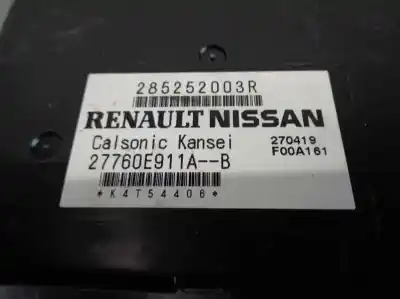 285252003R
RENAULT NISSAN
Calsonic Kansei 270419
27760E911A--B F00A161
*K4T54406*